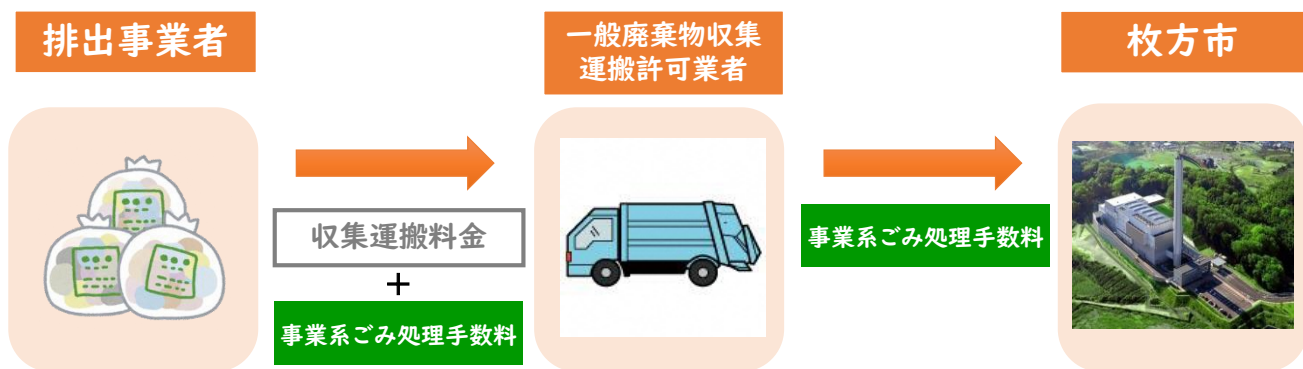 排出事業者
一般廃棄物収集
運搬許可業者
枚方市
収集運搬料金
+
事業系ごみ処理手数料
事業系ごみ処理手数料